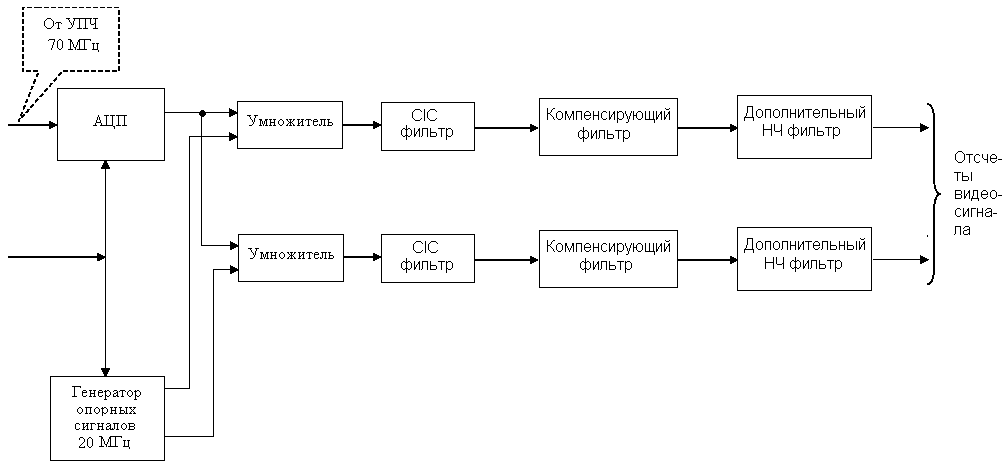 От УПЧ
70 МГц
АЦП
Умножитель
CIC
фильтр
Компенсирующий
фильтр
Дополнительный
НЧ фильтр
Отсче-
ты
видео-
сигна-
ла
Умножитель
CIC
фильтр
Компенсирующий
фильтр
Дополнительный
НЧ фильтр
Генератор
опорных
сигналов
20 МГц